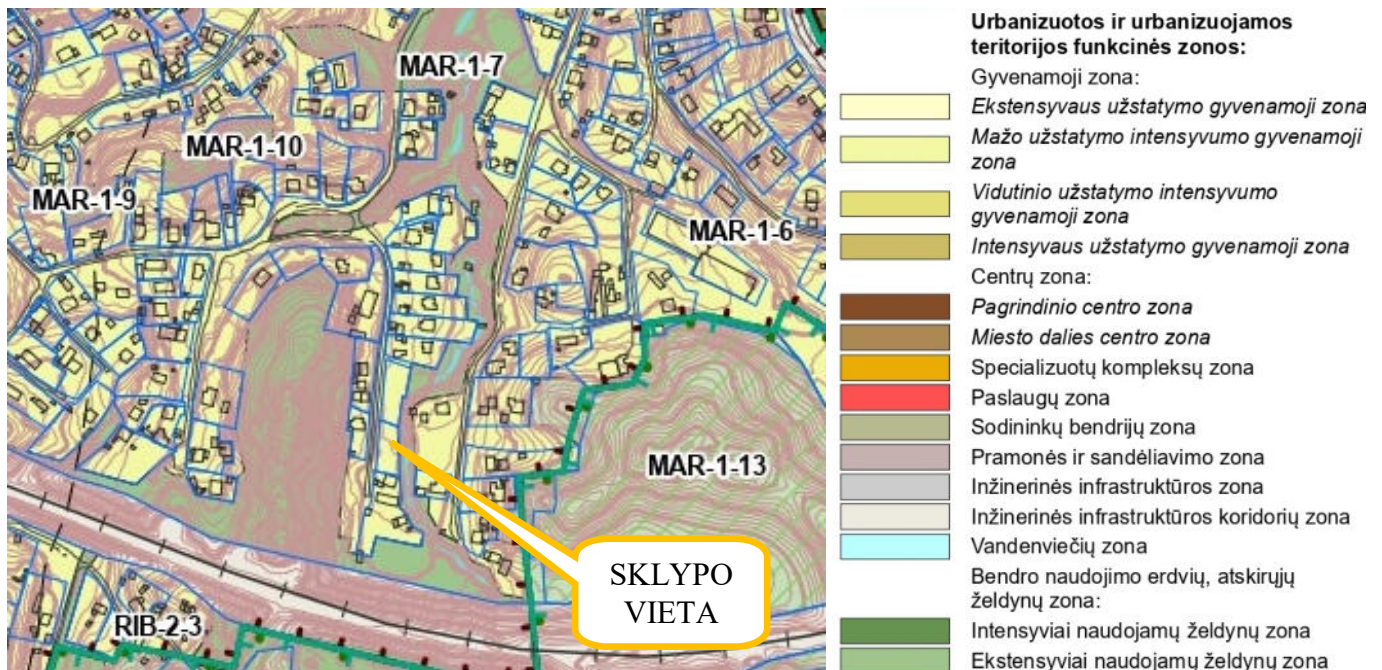 MAR-1-7
MAR-1-10
MAR-1-9
MAR-1-6
MAR-1-13
SKLYPO
VIETA
RIB-2-3
Urbanizuotos ir urbanizuojamos
teritorijos funkcinės zonos:
Gyvenamoji zona:
Ekstensyvaus užstatymo gyvenamoji zona
Mažo užstatymo intensyvumo gyvenamoji
zona
Vidutinio užstatymo intensyvumo
gyvenamoji zona
Intensyvaus užstatymo gyvenamoji zona
Centrų zona:
Pagrindinio centro zona
Miesto dalies centro zona
Specializuotų kompleksų zona
Paslaugų zona
Sodininkų bendrijų zona
Pramonės ir sandėliavimo zona
Inžinerinės infrastruktūros zona
Inžinerinės infrastruktūros koridorių zona
Vandenviečių zona
Bendro naudojimo erdvių, atskirųjų
želdynų zona:
Intensyviai naudojamų želdynų zona
Ekstensyviai naudojamų želdynų zona